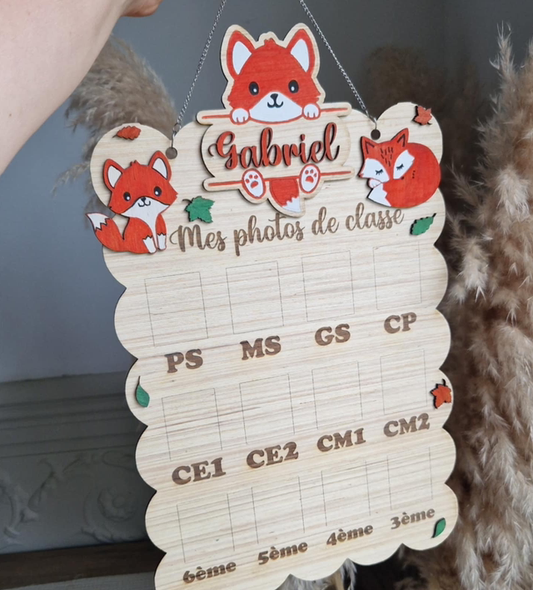 Gabriel
Mes photos de classe
PS MS GS CP
CE1 CE2 CM1 CM2
6ème 5ème 4ème 3ème